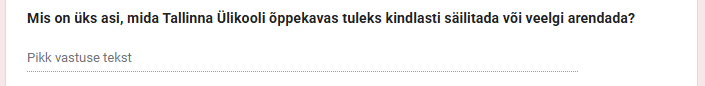 Mis on üks asi, mida Tallinna Ülikooli õppekavas tuleks kindlasti säilitada või veelgi arendada?
Pikk vastuse tekst